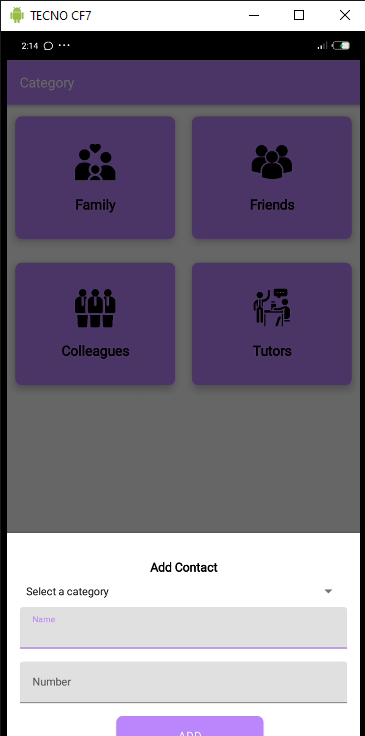 TECNO CF7
2:14
Category
Family
Friends
Colleagues
Tutors
Add Contact
Select a category
Name
Number
ADD